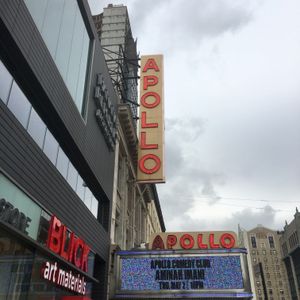 APOLLO
APOLLO
APOLLO COMEDY CLUB
AMINAH IMANI
BLICK
art materials